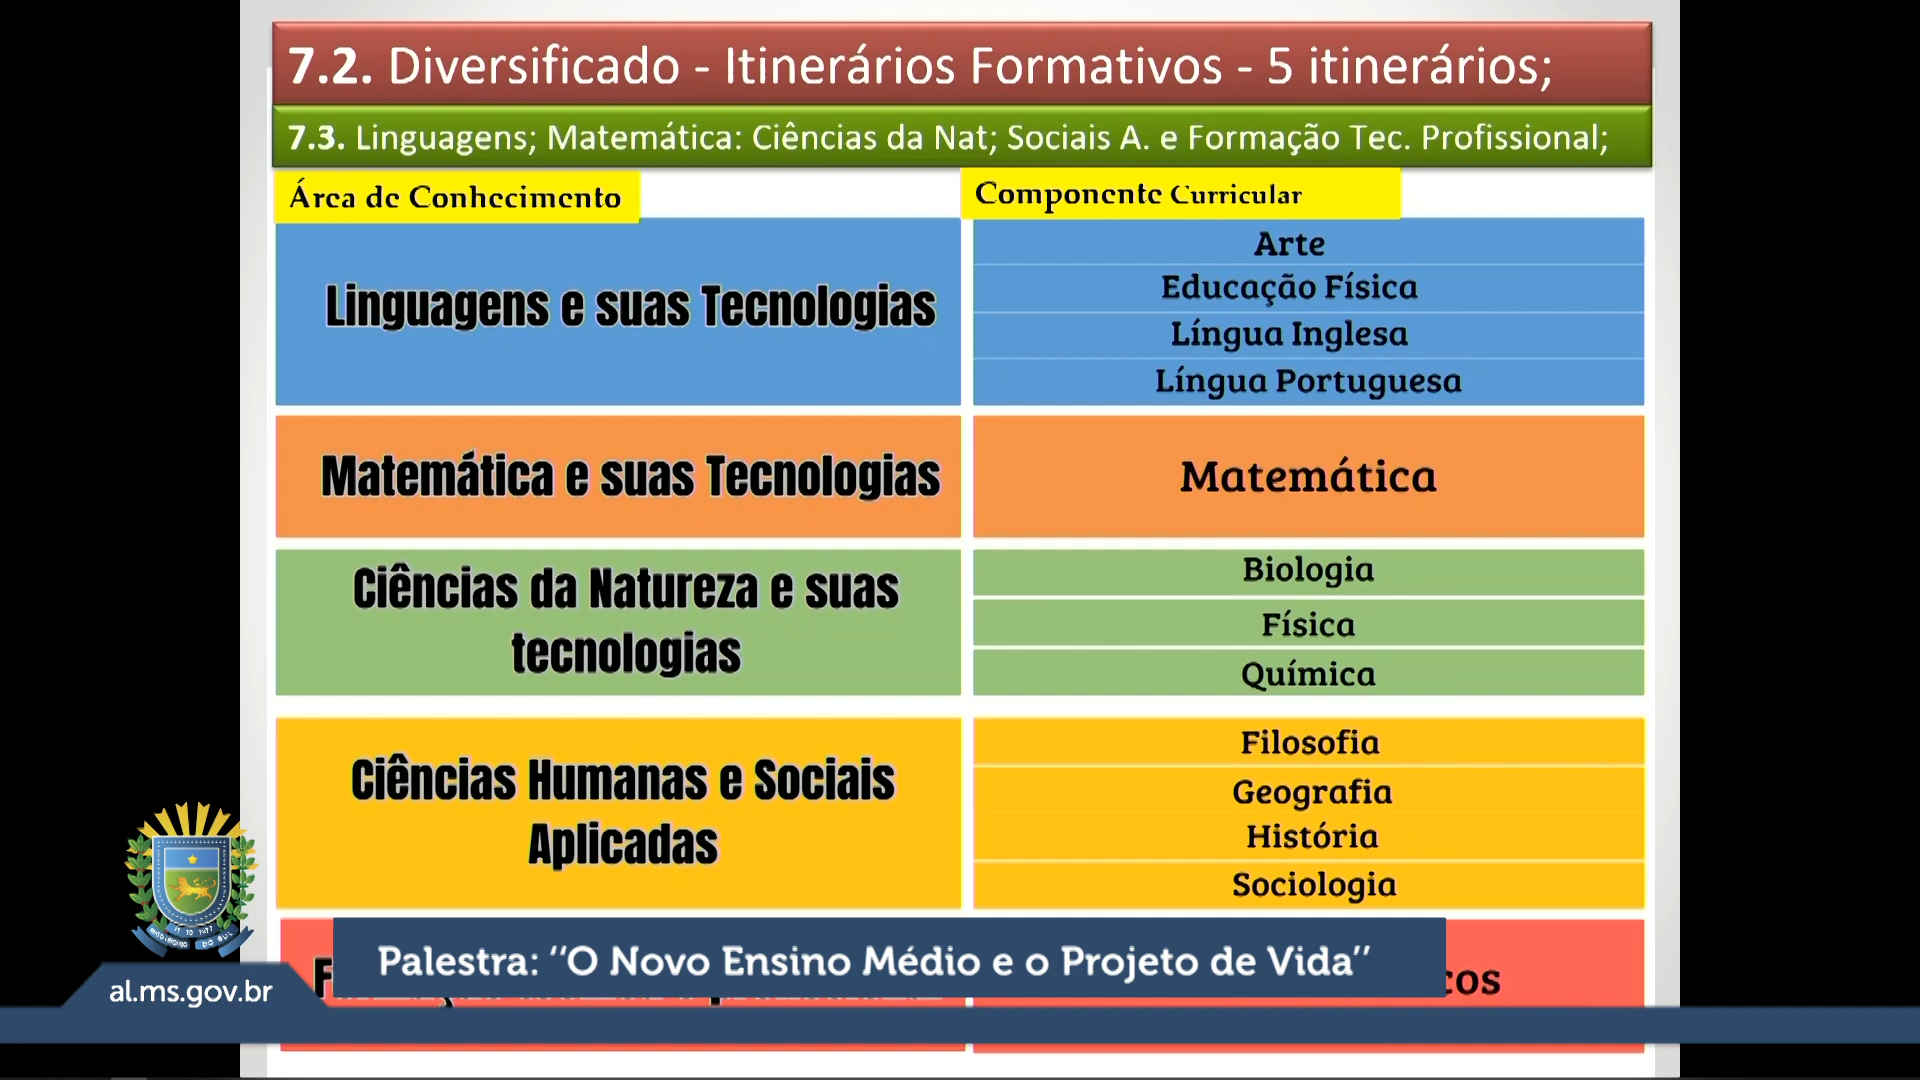 7.2. Diversificado - Itinerários Formativos - 5 itinerários;
7.3. Linguagens; Matemática: Ciências da Nat; Sociais A. e Formação Tec. Profissional;
Área de Conhecimento
Componente Curricular
Linguagens e suas Tecnologias
Arte
Educação Física
Língua Inglesa
Língua Portuguesa
Matemática e suas Tecnologias
Matemática
Ciências da Natureza e suas
tecnologias
Biologia
Física
Química
Ciências Humanas e Sociais
Aplicadas
Filosofia
Geografia
História
Sociologia
Palestra: ‘‘O Novo Ensino Médio e o Projeto de Vida’’
al.ms.gov.br